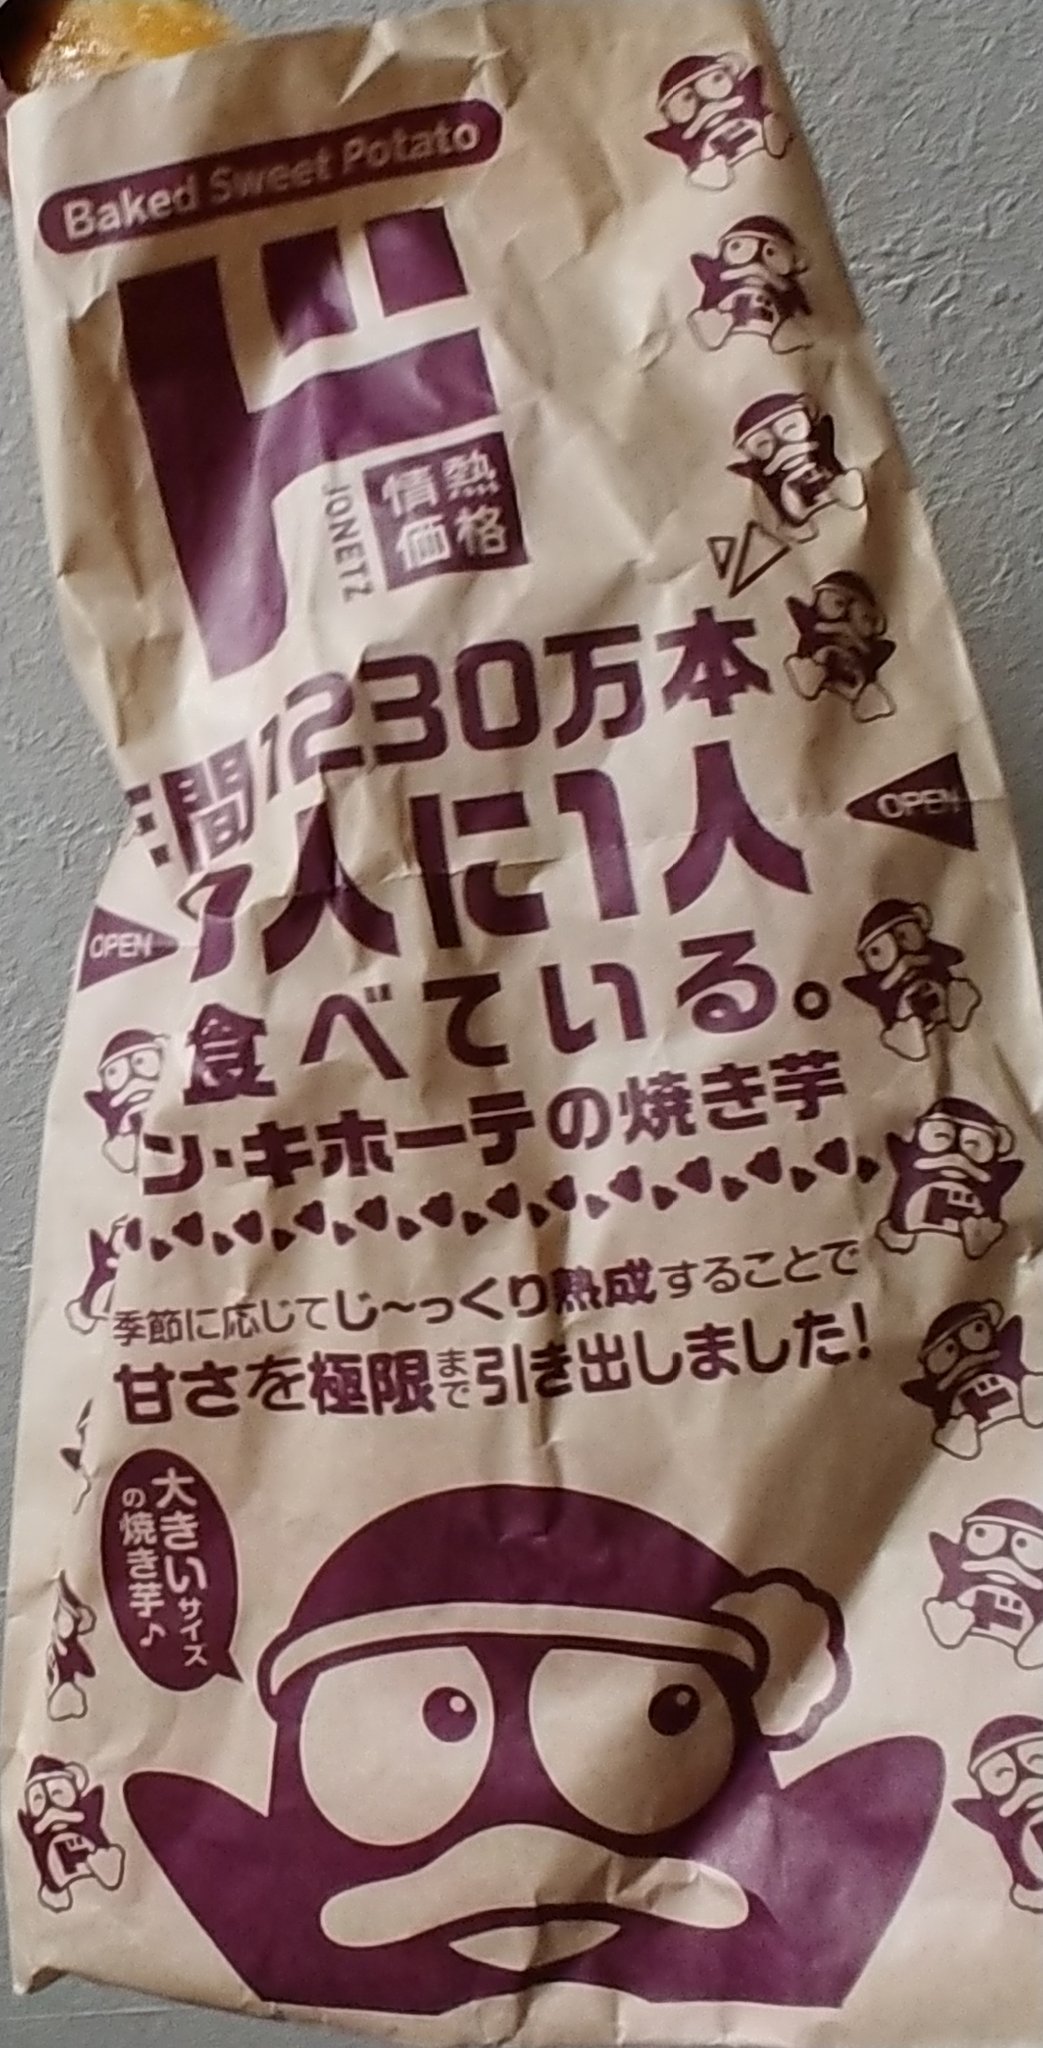 Baked Sweet Potato
ド
情熱
価格
JONETZ
間1230万本
7人に1人
食べている。
ン・キホーテの焼き芋
季節に応じてじ〜っくり熟成することで
甘さを極限まで引き出しました!
大きいサイズ
の焼き芋♪
OPEN
OPEN